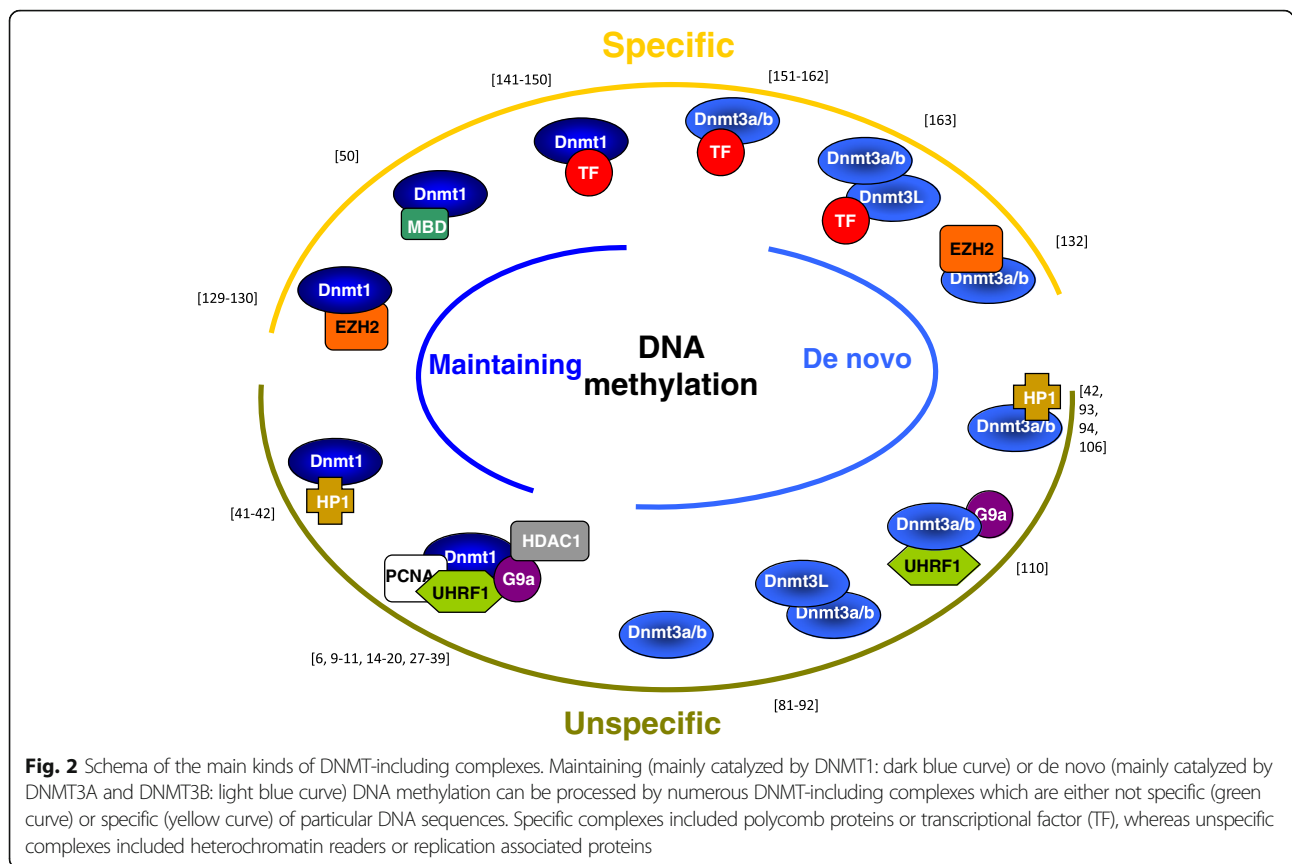 Specific
[141-150]
[151-162]
[163]
[50]
[132]
[129-130]
Dnmt1
TF
Dnmt3a/b
TF
Dnmt3a/b
Dnmt3L
TF
Dnmt1
MBD
EZH2
Dnmt3a/b
Dnmt1
EZH2
Maintaining
DNA
methylation
De novo
HP1
Dnmt3a/b
[42,
93,
94,
106]
Dnmt1
HP1
[41-42]
HDAC1
Dnmt1
PCNA
UHRF1
G9a
G9a
Dnmt3a/b
UHRF1
[110]
Dnmt3L
Dnmt3a/b
Dnmt3a/b
[6, 9-11, 14-20, 27-39]
[81-92]
Unspecific
Fig. 2 Schema of the main kinds of DNMT-including complexes. Maintaining (mainly catalyzed by DNMT1: dark blue curve) or de novo (mainly catalyzed by
DNMT3A and DNMT3B: light blue curve) DNA methylation can be processed by numerous DNMT-including complexes which are either not specific (green
curve) or specific (yellow curve) of particular DNA sequences. Specific complexes included polycomb proteins or transcriptional factor (TF), whereas unspecific
complexes included heterochromatin readers or replication associated proteins